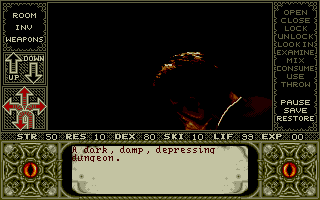 ROOM
INV
WEAPONS
UP
DOWN
OPEN
CLOSE
LOCK
UNLOCK
LOOK IN
EXAMINE
MIX
CONSUME
USE
THROW
PAUSE
SAVE
RESTORE
STR 50 RES 10 DEX 80 SKI 10 LIF 99 EXP 00
A dark, damp, depressing
dungeon.